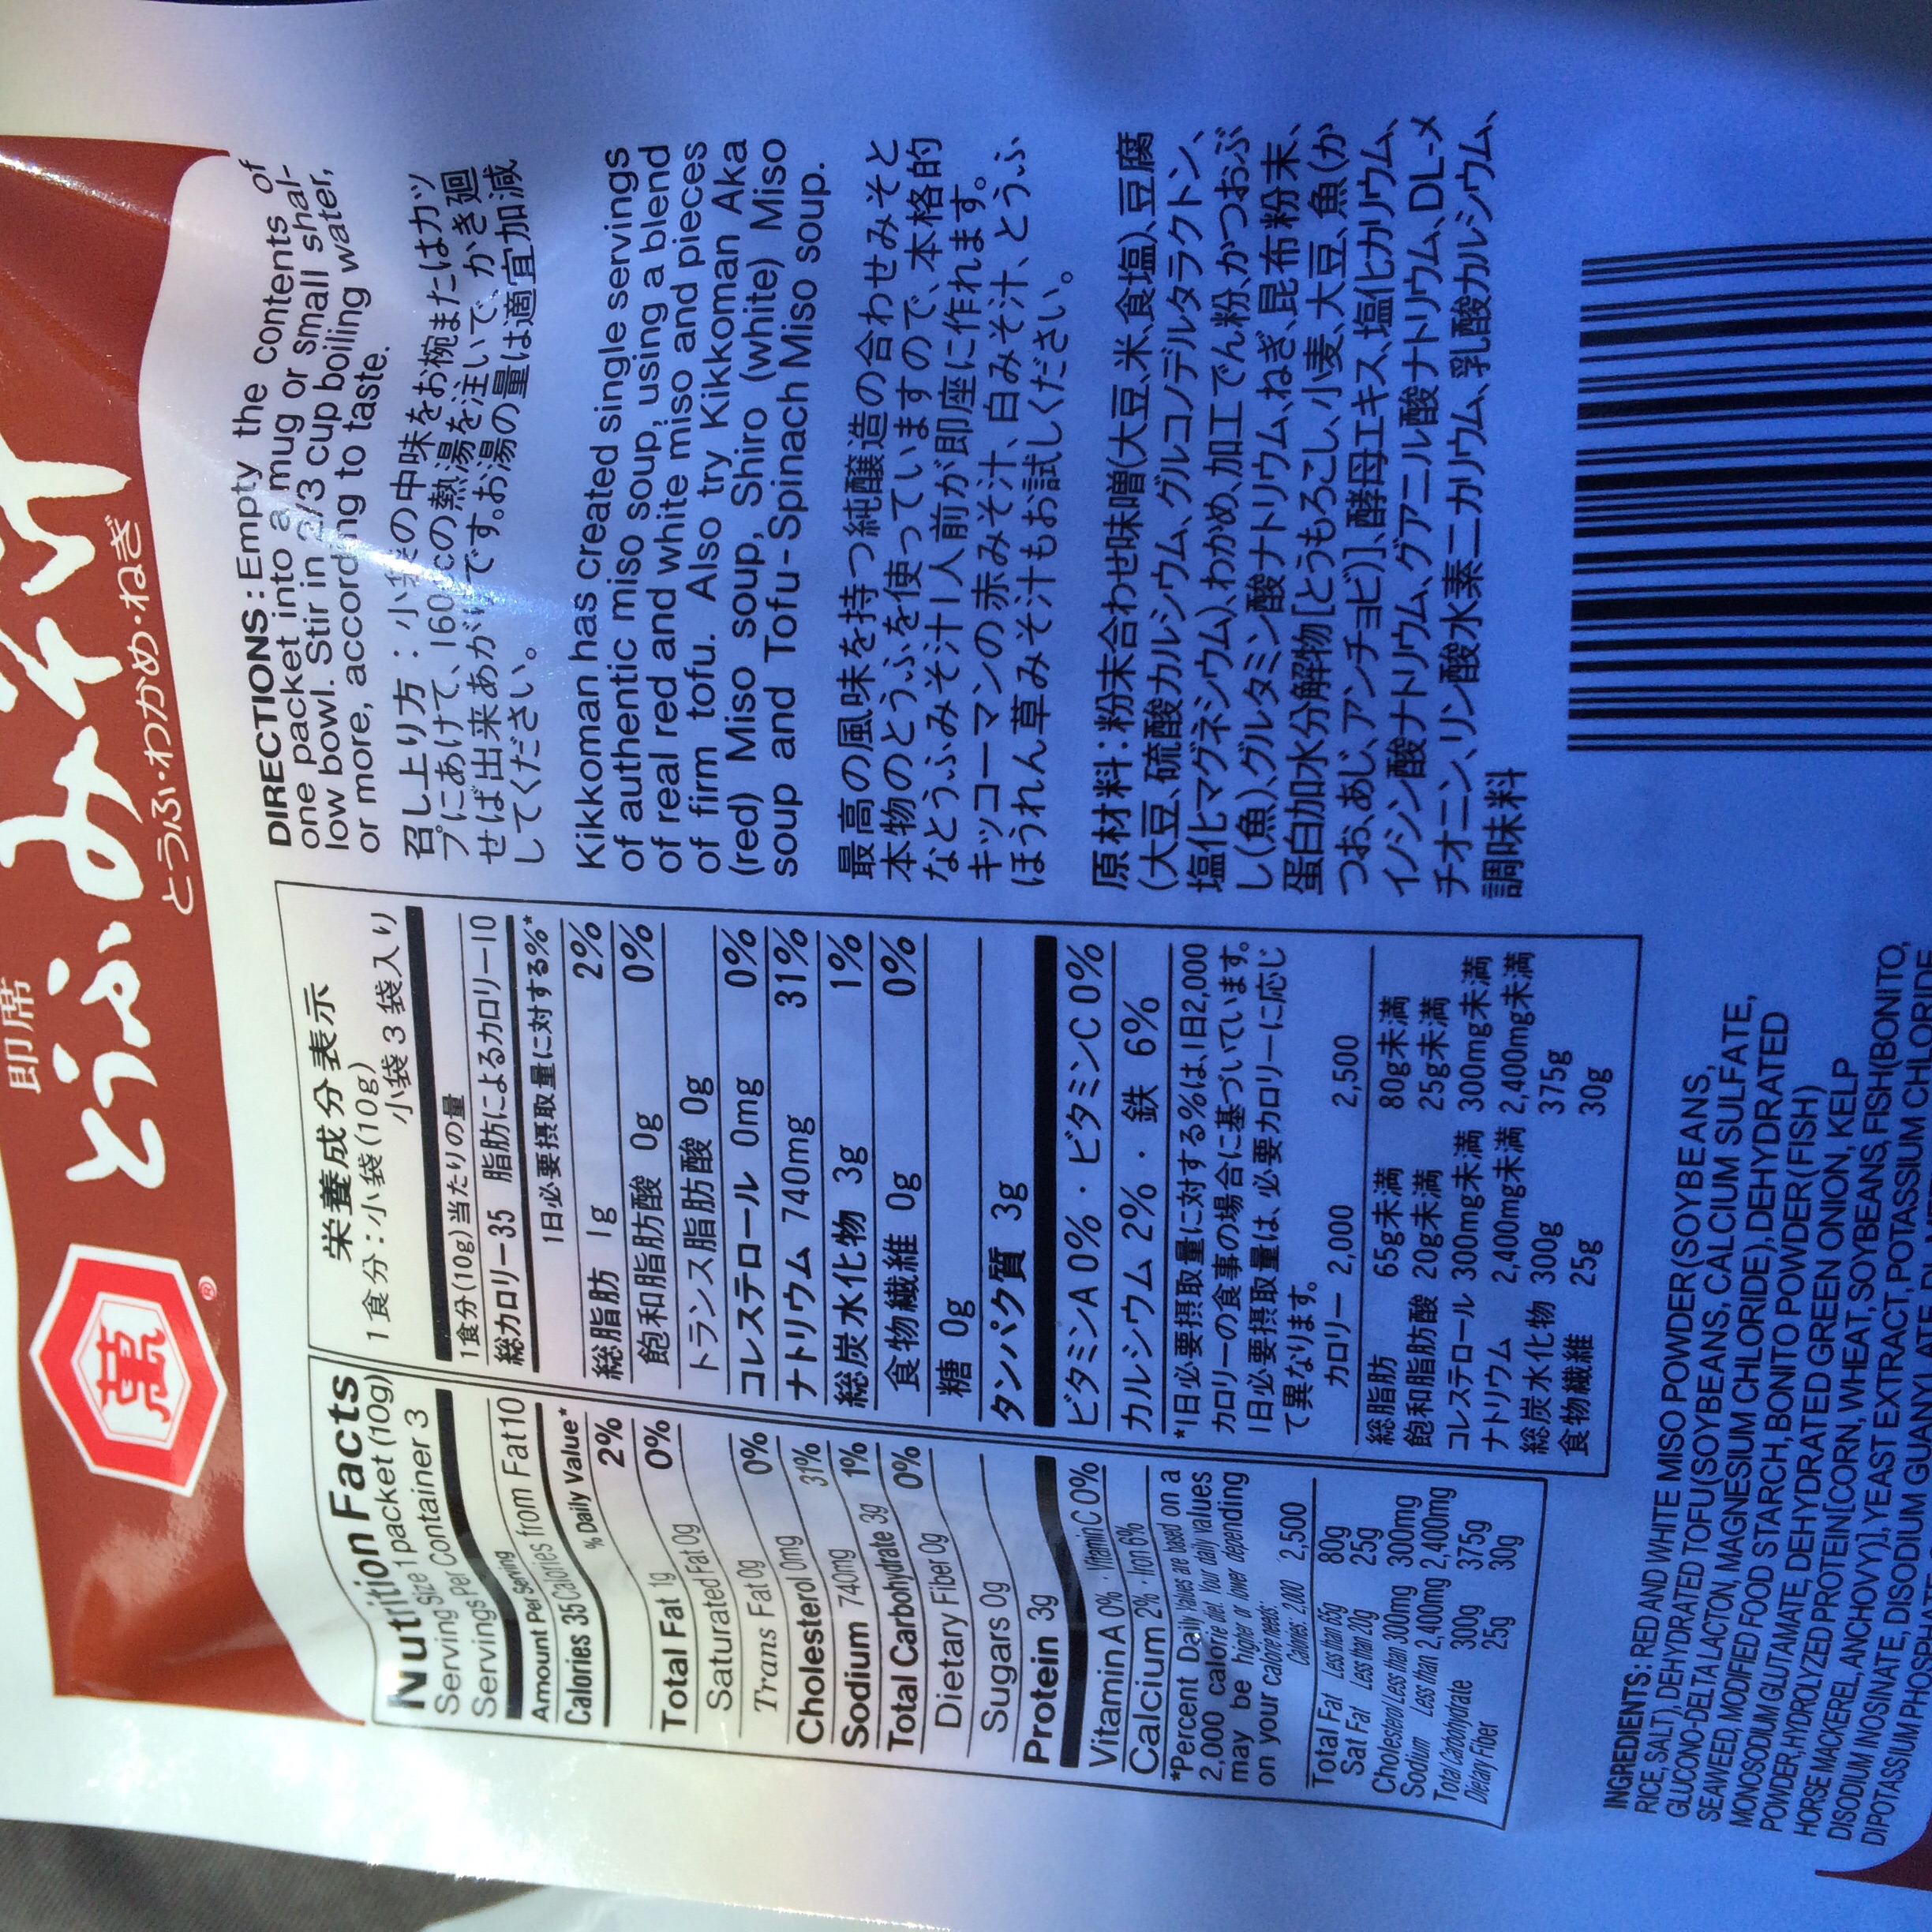 即席
とうふみそ
とうふ・わかめ・ねぎ
萬
®
Nutrition Facts
Serving Size 1 packet (10g)
Servings Per Container 3
Amount Per Serving
Calories 35 Calories from Fat 10
% Daily Value*
Total Fat 1g 2%
Saturated Fat 0g 0%
Trans Fat 0g
Cholesterol 0mg 0%
Sodium 740mg 31%
Total Carbohydrate 3g 1%
Dietary Fiber 0g 0%
Sugars 0g
Protein 3g
Vitamin A 0% · Vitamin C 0%
Calcium 2% · Iron 6%
*Percent Daily Values are based on a
2,000 calorie diet. Your daily values
may be higher or lower depending
on your calorie needs:
Calories: 2,000 2,500
Total Fat Less than 65g 80g
Sat Fat Less than 20g 25g
Cholesterol Less than 300mg 300mg
Sodium Less than 2,400mg 2,400mg
Total Carbohydrate 300g 375g
Dietary Fiber 25g 30g
栄養成分表示
1食分:小袋(10g)
小袋3袋入り
1食分(10g)当たりの量
総カロリー35 脂肪によるカロリー10
1日必要摂取量に対する%*
総脂肪 1g 2%
飽和脂肪酸 0g 0%
トランス脂肪酸 0g
コレステロール 0mg 0%
ナトリウム 740mg 31%
総炭水化物 3g 1%
食物繊維 0g 0%
糖 0g
タンパク質 3g
ビタミンA 0% · ビタミンC 0%
カルシウム 2% · 鉄 6%
*1日必要摂取量に対する%は、1日2,000
カロリーの食事の場合に基づいています。
1日必要摂取量は、必要カロリーに応じ
て異なります。
カロリー 2,000 2,500
総脂肪 65g未満 80g未満
飽和脂肪酸 20g未満 25g未満
コレステロール 300mg未満 300mg未満
ナトリウム 2,400mg未満 2,400mg未満
総炭水化物 300g 375g
食物繊維 25g 30g
DIRECTIONS: Empty the contents of
one packet into a mug or small shal-
low bowl. Stir in 2/3 cup boiling water,
or more, according to taste.
召し上り方:小袋の中味をお椀またはカッ
プにあけて、160ccの熱湯を注いで、かき廻
せば出来あがりです。お湯の量は適宜加減
してください。
Kikkoman has created single servings
of authentic miso soup, using a blend
of real red and white miso and pieces
of firm tofu. Also try Kikkoman Aka
(red) Miso soup, Shiro (white) Miso
soup and Tofu-Spinach Miso soup.
最高の風味を持つ純醸造の合わせみそと
本物のとうふを使っていますので、本格的
なとうふみそ汁1人前が即座に作れます。
キッコーマンの赤みそ汁、白みそ汁、とうふ
ほうれん草みそ汁もお試しください。
原材料:粉末合わせ味噌(大豆、米、食塩)、豆腐
(大豆、硫酸カルシウム、グルコノデルタラクトン、
塩化マグネシウム)、わかめ、加工でん粉、かつおぶ
し(魚)、グルタミン酸ナトリウム、ねぎ、昆布粉末、
蛋白加水分解物[とうもろこし、小麦、大豆、魚(か
つお、あじ、アンチョビ)]、酵母エキス、塩化カリウム、
イノシン酸ナトリウム、グアニル酸ナトリウム、DL-メ
チオニン、リン酸水素二カリウム、乳酸カルシウム、
調味料
INGREDIENTS: RED AND WHITE MISO POWDER(SOYBEANS,
RICE, SALT), DEHYDRATED TOFU(SOYBEANS, CALCIUM SULFATE,
GLUCONO-DELTA LACTON, MAGNESIUM CHLORIDE), DEHYDRATED
SEAWEED, MODIFIED FOOD STARCH, BONITO POWDER(FISH)
MONOSODIUM GLUTAMATE, DEHYDRATED GREEN ONION, KELP
POWDER, HYDROLYZED PROTEIN[CORN, WHEAT, SOYBEANS, FISH(BONITO,
HORSE MACKEREL, ANCHOVY)], YEAST EXTRACT, POTASSIUM CHLORIDE
DISODIUM INOSINATE, DISODIUM GUANYLATE,
DIPOTASSIUM PHOSPHATE